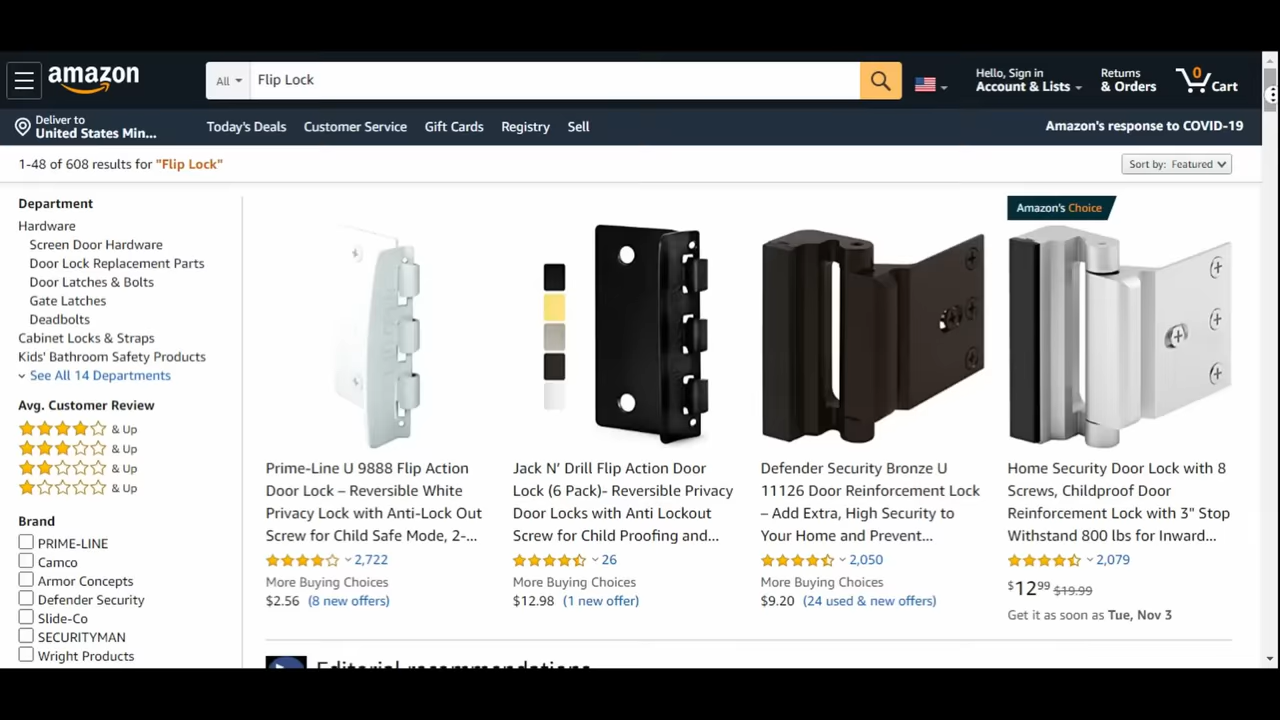 amazon
All
Flip Lock
Hello, Sign in
Account & Lists
Returns
& Orders
0
Cart
Deliver to
United States Min...
Today's Deals
Customer Service
Gift Cards
Registry
Sell
Amazon's response to COVID-19
1-48 of 608 results for "Flip Lock"
Sort by: Featured
Department
Hardware
Screen Door Hardware
Door Lock Replacement Parts
Door Latches & Bolts
Gate Latches
Deadbolts
Cabinet Locks & Straps
Kids' Bathroom Safety Products
See All 14 Departments
Avg. Customer Review
& Up
& Up
& Up
& Up
Brand
PRIME-LINE
Camco
Armor Concepts
Defender Security
Slide-Co
SECURITYMAN
Wright Products
Prime-Line U 9888 Flip Action
Door Lock – Reversible White
Privacy Lock with Anti-Lock Out
Screw for Child Safe Mode, 2-...
2,722
More Buying Choices
$2.56 (8 new offers)
Jack N’ Drill Flip Action Door
Lock (6 Pack)- Reversible Privacy
Door Locks with Anti Lockout
Screw for Child Proofing and...
26
More Buying Choices
$12.98 (1 new offer)
Defender Security Bronze U
11126 Door Reinforcement Lock
– Add Extra, High Security to
Your Home and Prevent...
2,050
More Buying Choices
$9.20 (24 used & new offers)
Amazon's Choice
Home Security Door Lock with 8
Screws, Childproof Door
Reinforcement Lock with 3" Stop
Withstand 800 lbs for Inward...
2,079
$12.99 $19.99
Get it as soon as Tue, Nov 3
Editorial recommendations